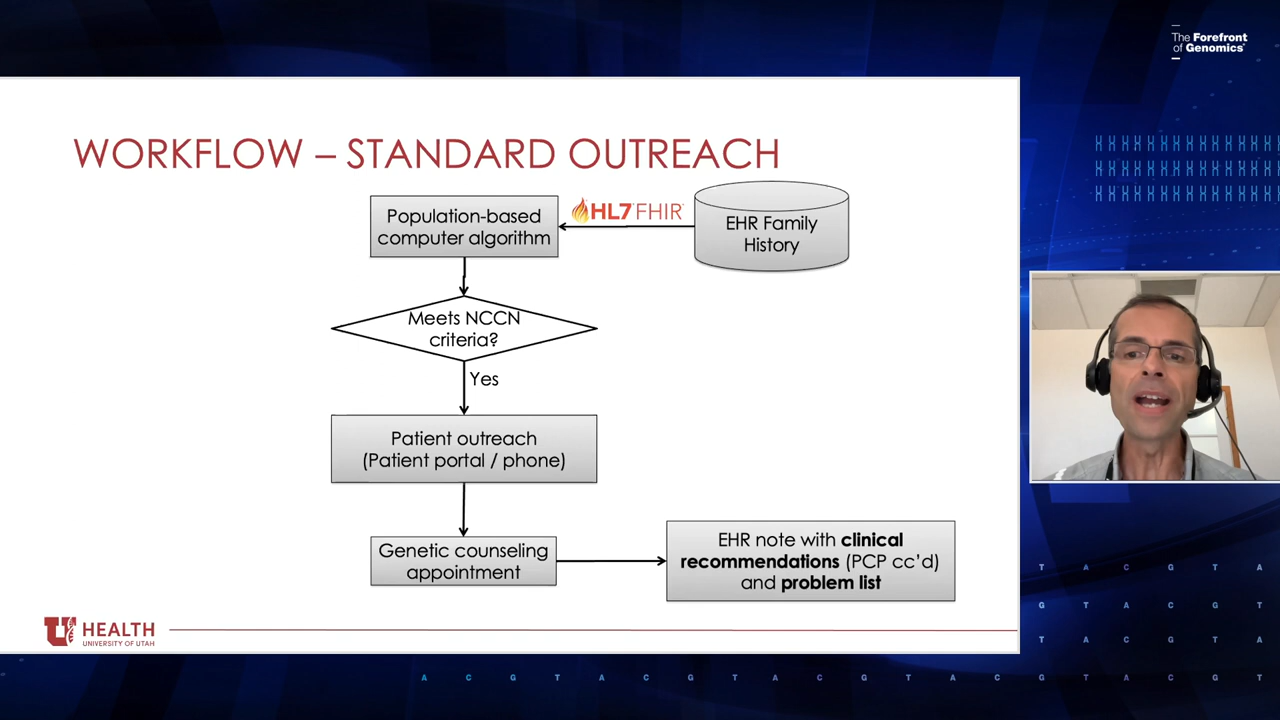 The Forefront
of Genomics®
WORKFLOW – STANDARD OUTREACH
Population-based
computer algorithm
HL7 FHIR
EHR Family
History
Meets NCCN
criteria?
Yes
Patient outreach
(Patient portal / phone)
Genetic counseling
appointment
EHR note with clinical
recommendations (PCP cc'd)
and problem list
U HEALTH
UNIVERSITY OF UTAH
T A C G T A
G T A C G T
T A C G T A
A C G T A C G T A C G T A C G T A C G T